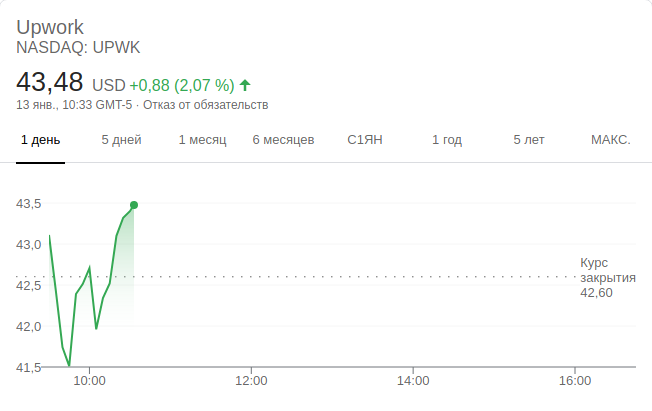 Upwork
NASDAQ: UPWK
43,48 USD +0,88 (2,07 %)
13 янв., 10:33 GMT-5 · Отказ от обязательств
1 день 5 дней 1 месяц 6 месяцев С1ЯН 1 год 5 лет МАКС.
43,5
43,0
Курс
закрытия
42,60
42,5
42,0
41,5
10:00 12:00 14:00 16:00